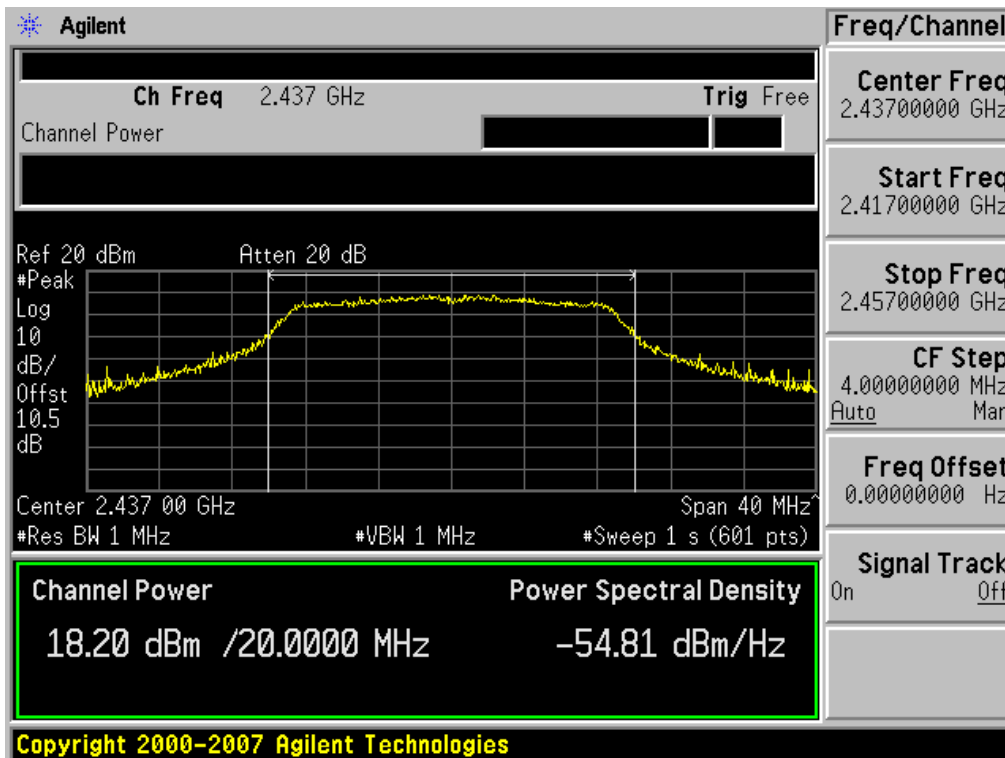 Agilent
Freq/Channel
Ch Freq 2.437 GHz Trig Free
Channel Power
Center Freq
2.43700000 GHz
Start Freq
2.41700000 GHz
Stop Freq
2.45700000 GHz
CF Step
4.00000000 MHz
Auto Man
Freq Offset
0.00000000 Hz
Signal Track
On Off
Ref 20 dBm Atten 20 dB
#Peak
Log
10
dB/
Offst
10.5
dB
Center 2.437 00 GHz Span 40 MHz^
#Res BW 1 MHz #VBW 1 MHz #Sweep 1 s (601 pts)
Channel Power Power Spectral Density
18.20 dBm /20.0000 MHz -54.81 dBm/Hz
Copyright 2000-2007 Agilent Technologies